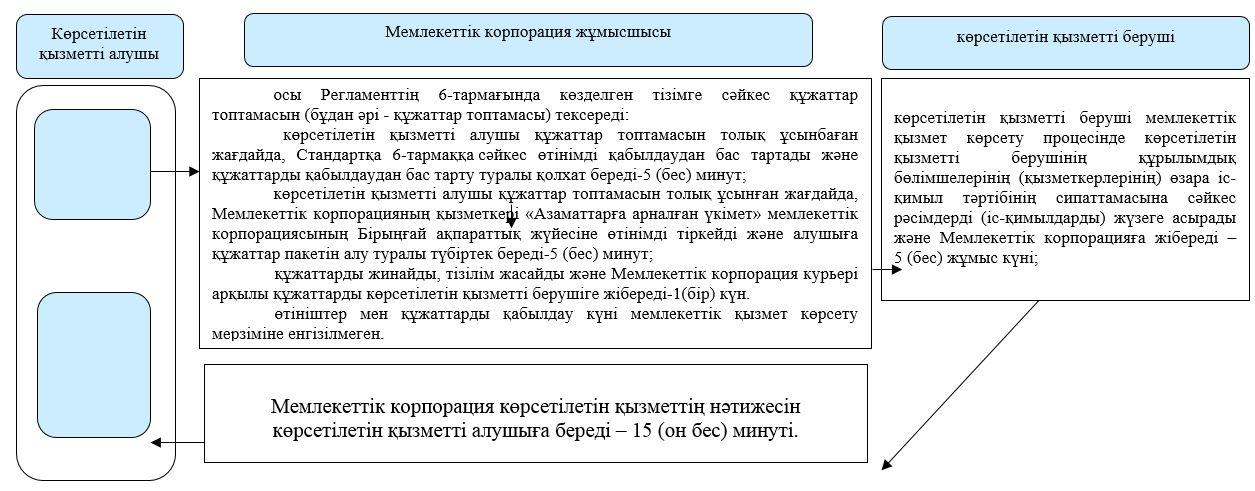 Көрсетілетін
қызметті алушы
Мемлекеттік корпорация жұмысшысы
көрсетілетін қызметті беруші
осы Регламенттің 6-тармағында көзделген тізімге сәйкес құжаттар
топтамасын (бұдан әрі - құжаттар топтамасы) тексереді:
көрсетілетін қызметті алушы құжаттар топтамасын толық ұсынбаған
жағдайда, Стандартқа 6-тармаққа сәйкес өтінімді қабылдаудан бас тартады және
құжаттарды қабылдаудан бас тарту туралы қолхат береді-5 (бес) минут;
көрсетілетін қызметті алушы құжаттар топтамасын толық ұсынған жағдайда,
Мемлекеттік корпорацияның қызметкері «Азаматтарға арналған үкімет» мемлекеттік
корпорациясының Бірыңғай ақпараттық жүйесіне өтінімді тіркейді және алушыға
құжаттар пакетін алу туралы түбіртек береді-5 (бес) минут;
құжаттарды жинайды, тізілім жасайды және Мемлекеттік корпорация курьері
арқылы құжаттарды көрсетілетін қызметті берушіге жібереді-1(бір) күн.
өтініштер мен құжаттарды қабылдау күні мемлекеттік қызмет көрсету
мерзіміне енгізілмеген.
көрсетілетін қызметті беруші мемлекеттік
қызмет көрсету процесінде көрсетілетін
қызметті берушінің құрылымдық
бөлімшелерінің (қызметкерлерінің) өзара іс-
қимыл тәртібінің сипаттамасына сәйкес
рәсімдерді (іс-қимылдарды) жүзеге асырады
және Мемлекеттік корпорацияға жібереді –
5 (бес) жұмыс күні;
Мемлекеттік корпорация көрсетілетін қызметтің нәтижесін
көрсетілетін қызметті алушыға береді – 15 (он бес) минуті.